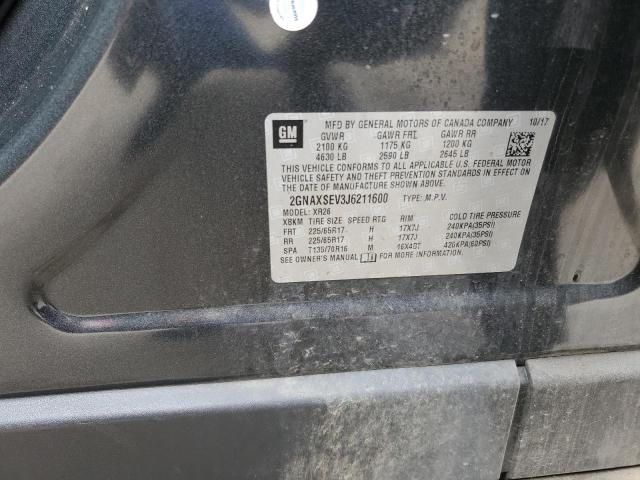 GM MFD BY GENERAL MOTORS OF CANADA COMPANY 10/17
GVWR GAWR FRT GAWR RR
2100 KG 1175 KG 1200 KG
4630 LB 2590 LB 2645 LB
THIS VEHICLE CONFORMS TO ALL APPLICABLE U.S. FEDERAL MOTOR
VEHICLE SAFETY AND THEFT PREVENTION STANDARDS IN EFFECT ON
THE DATE OF MANUFACTURE SHOWN ABOVE.
2GNAXSEV3J6211600 TYPE: M.P.V.
MODEL: XR26
XBKM TIRE SIZE SPEED RTG RIM COLD TIRE PRESSURE
FRT 225/65R17 H 17X7J 240KPA(35PSI)
RR 225/65R17 H 17X7J 240KPA(35PSI)
SPA T135/70R16 M 16X4BT 420KPA(60PSI)
SEE OWNER'S MANUAL FOR MORE INFORMATION.